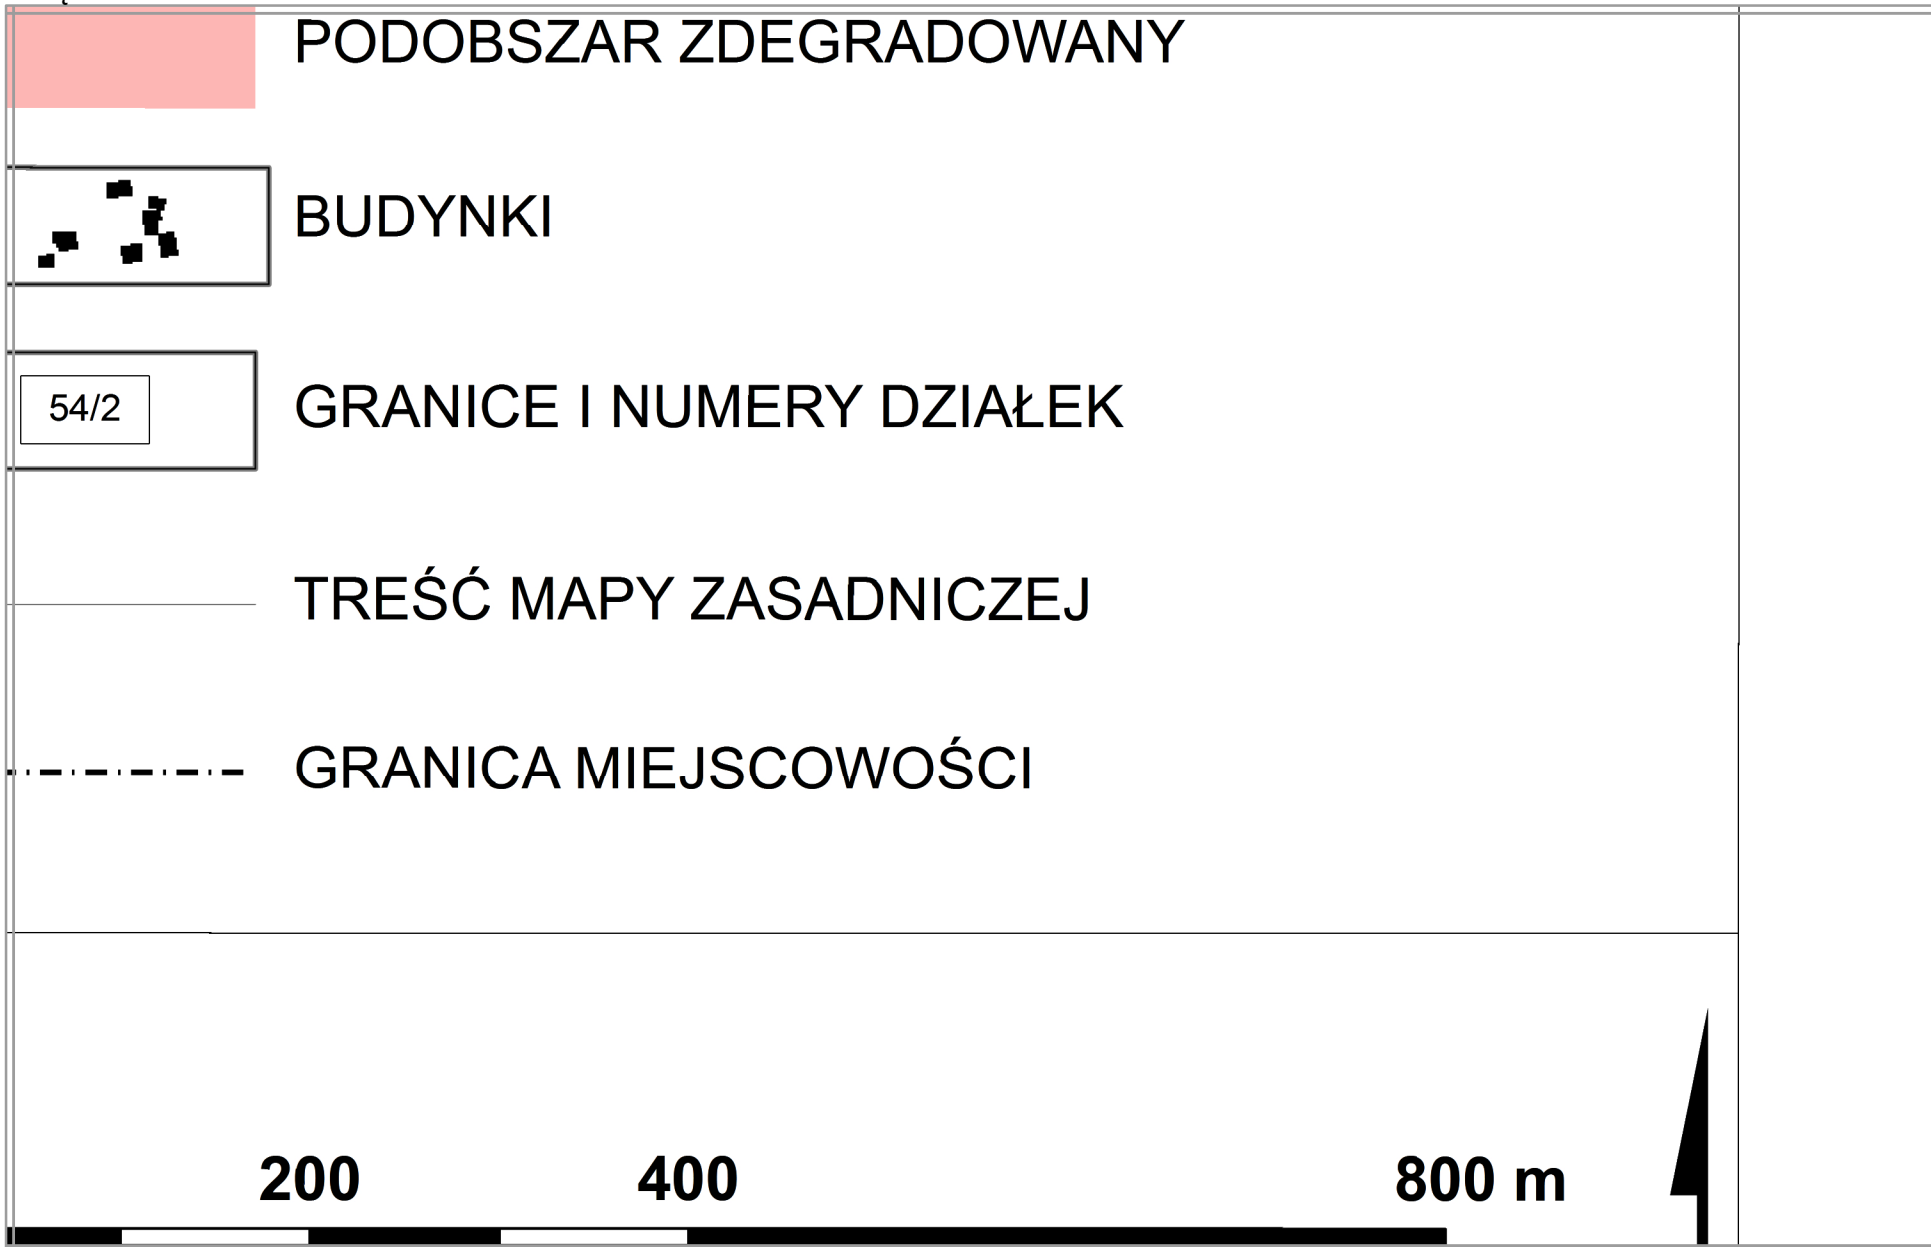 PODOBSZAR ZDEGRADOWANY
BUDYNKI
54/2 GRANICE I NUMERY DZIAŁEK
TREŚĆ MAPY ZASADNICZEJ
GRANICA MIEJSCOWOŚCI
200 400 800 m